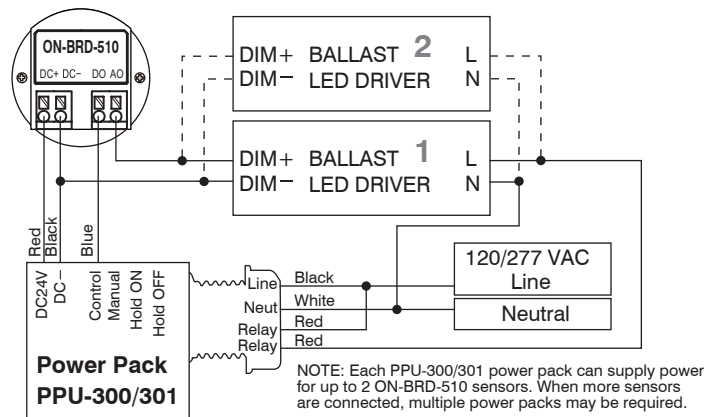 ON-BRD-510
DC+ DC− DO AO
DIM+ BALLAST 2 L
DIM− LED DRIVER N
DIM+ BALLAST 1 L
DIM− LED DRIVER N
Red
Black
Blue
DC24V
DC−
Control
Manual
Hold ON
Hold OFF
Power Pack
PPU-300/301
Line Black
Neut White
Relay Red
Relay Red
120/277 VAC
Line
Neutral
NOTE: Each PPU-300/301 power pack can supply power
for up to 2 ON-BRD-510 sensors. When more sensors
are connected, multiple power packs may be required.